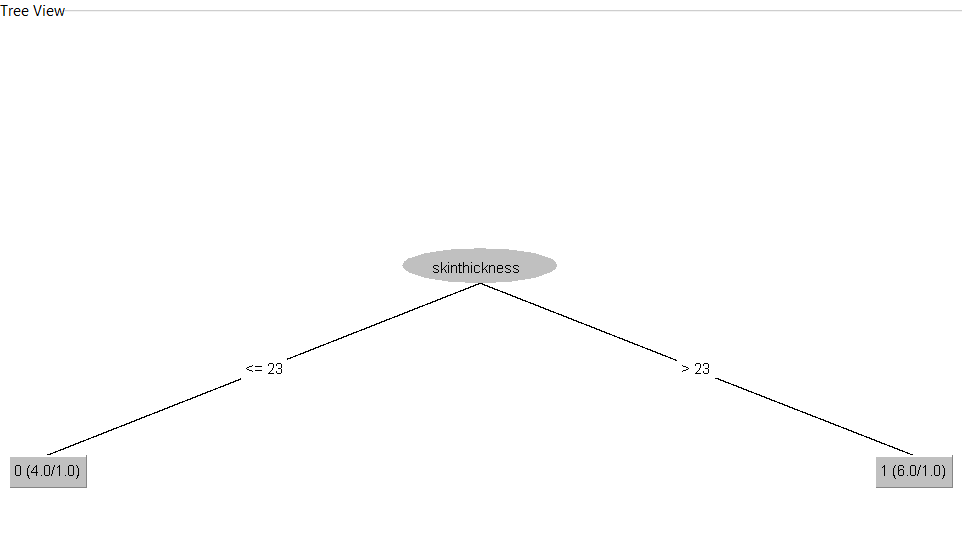 Tree View
skinthickness
<= 23
> 23
0 (4.0/1.0)
1 (6.0/1.0)